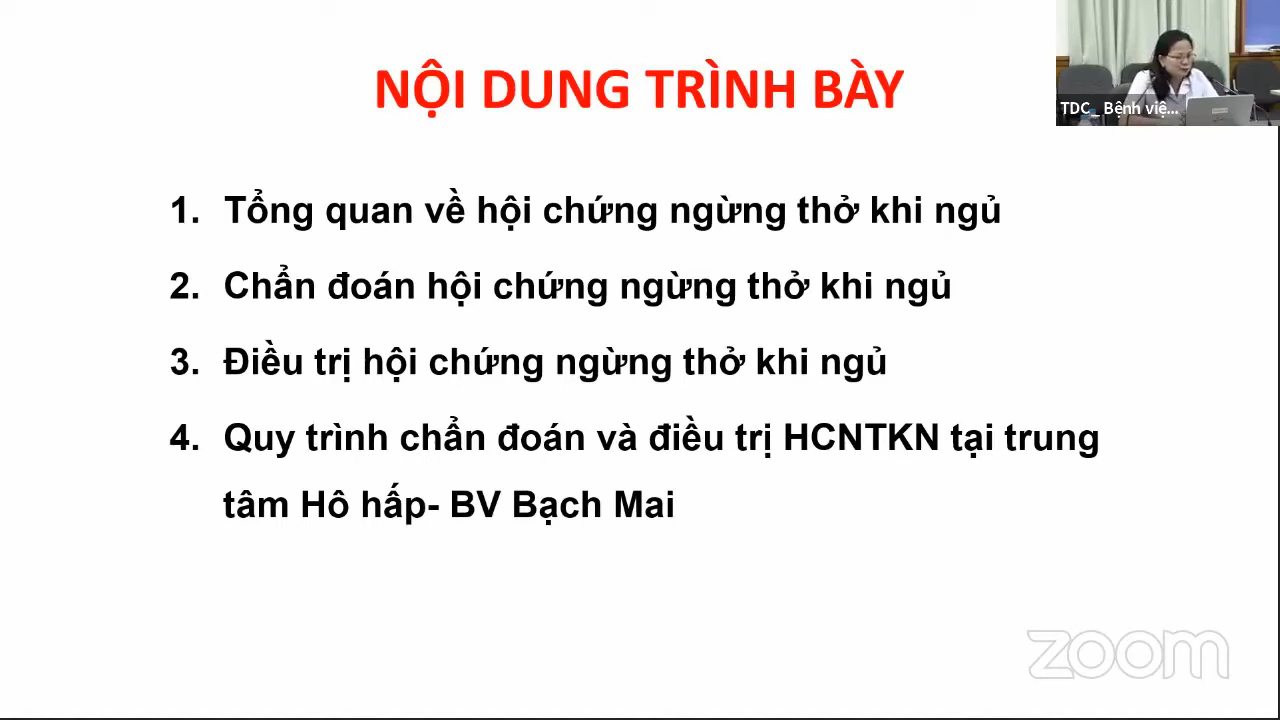 NỘI DUNG TRÌNH BÀY
TDC_ Bệnh việ...
1. Tổng quan về hội chứng ngừng thở khi ngủ
2. Chẩn đoán hội chứng ngừng thở khi ngủ
3. Điều trị hội chứng ngừng thở khi ngủ
4. Quy trình chẩn đoán và điều trị HCNTKN tại trung
tâm Hô hấp- BV Bạch Mai
zoom